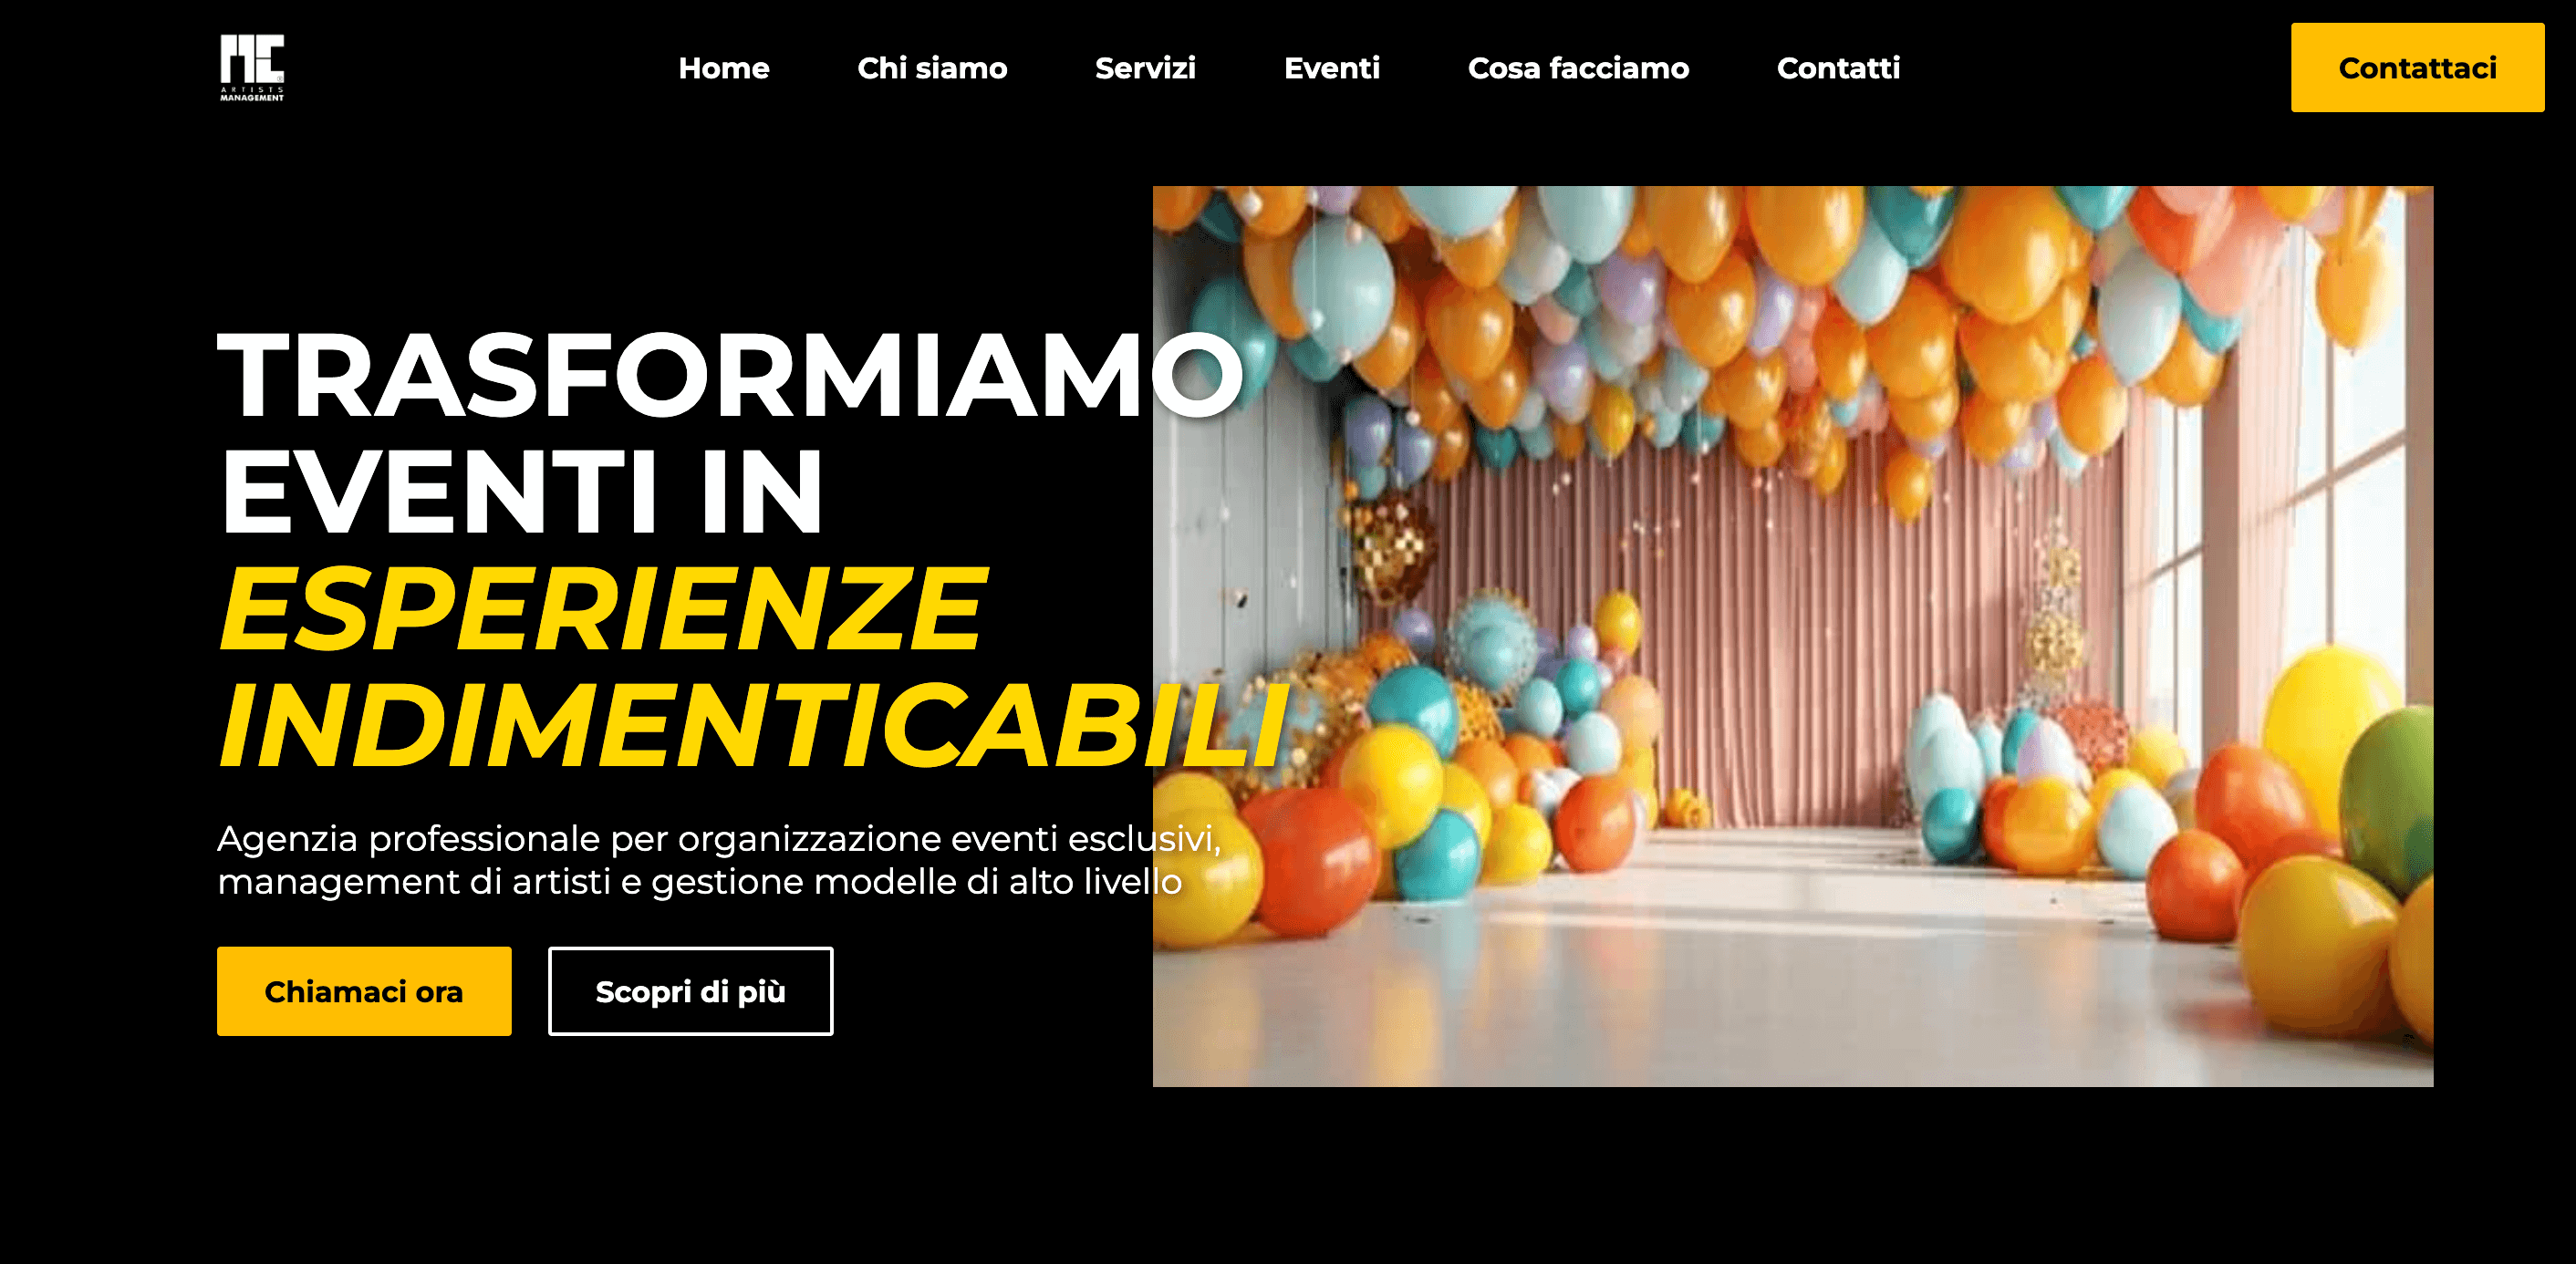 MC
ARTISTS
MANAGEMENT
Home Chi siamo Servizi Eventi Cosa facciamo Contatti
Contattaci
TRASFORMIAMO
EVENTI IN
ESPERIENZE
INDIMENTICABILI
Agenzia professionale per organizzazione eventi esclusivi,
management di artisti e gestione modelle di alto livello
Chiamaci ora
Scopri di più